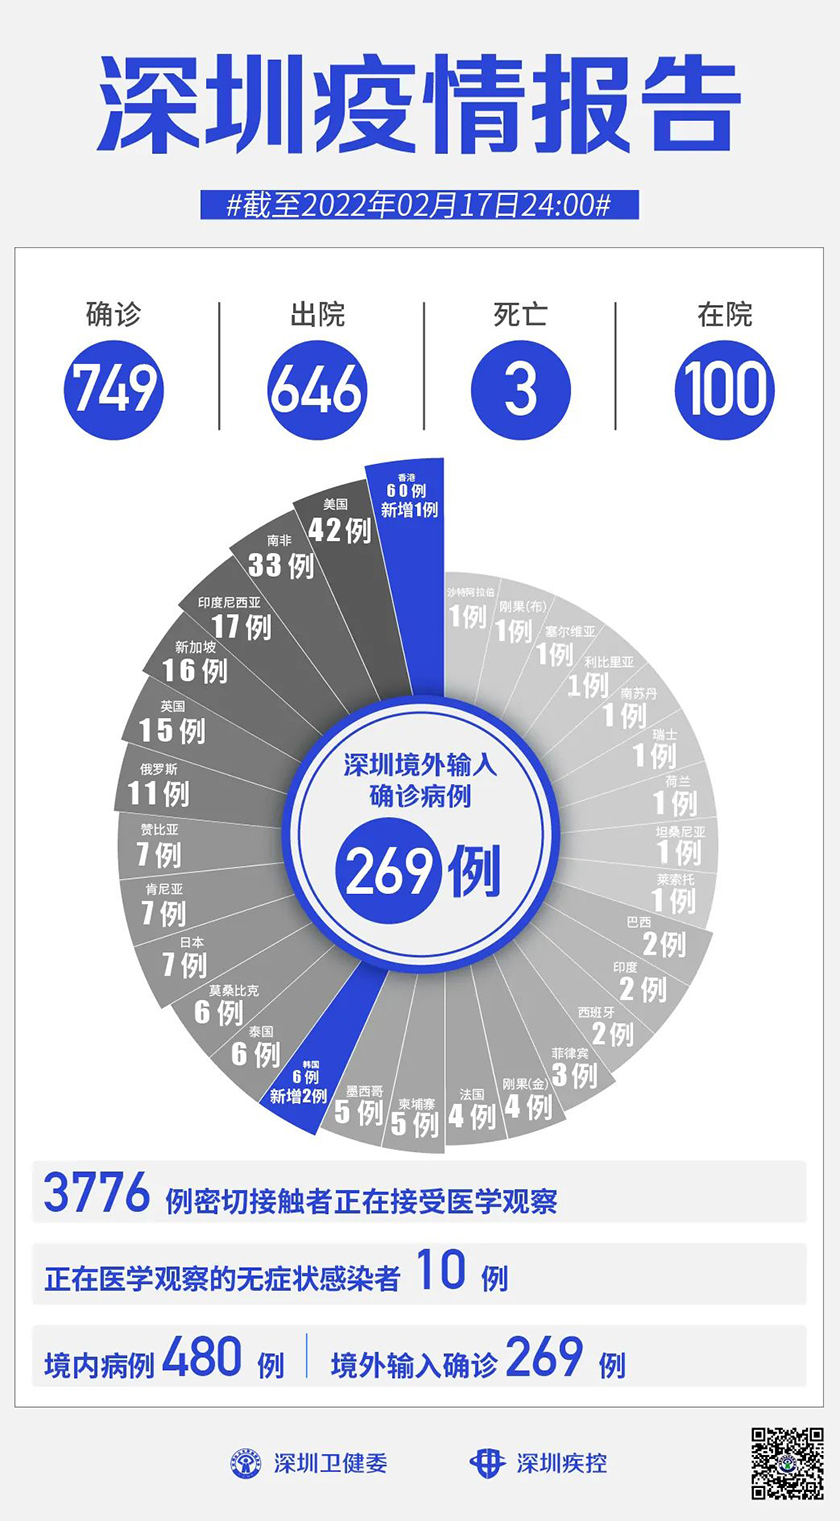 深圳疫情报告
#截至2022年02月17日24:00#
确诊
749
出院
646
死亡
3
在院
100
香港
60例
新增1例
美国
42例
南非
33例
印度尼西亚
17例
新加坡
16例
英国
15例
俄罗斯
11例
赞比亚
7例
肯尼亚
7例
日本
7例
莫桑比克
6例
泰国
6例
韩国
6例
新增2例
墨西哥
5例
柬埔寨
5例
法国
4例
刚果(金)
4例
菲律宾
3例
西班牙
2例
印度
2例
巴西
2例
莱索托
1例
坦桑尼亚
1例
荷兰
1例
瑞士
1例
南苏丹
1例
利比里亚
1例
塞尔维亚
1例
刚果(布)
1例
沙特阿拉伯
1例
深圳境外输入
确诊病例
269例
3776 例密切接触者正在接受医学观察
正在医学观察的无症状感染者 10 例
境内病例 480 例
境外输入确诊 269 例
深圳卫健委
深圳疾控